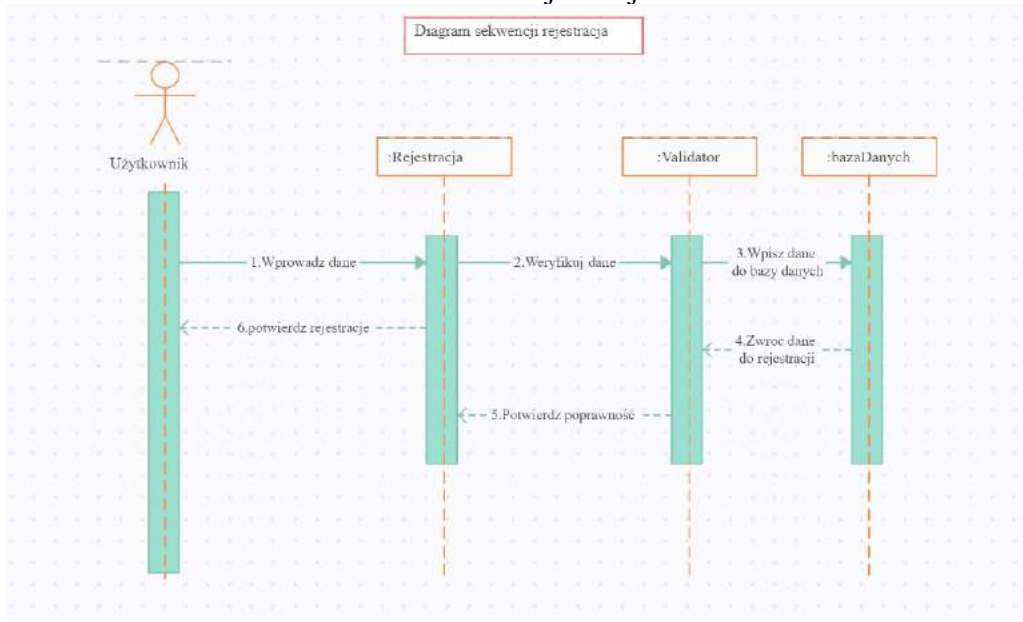 Diagram sekwencji rejestracja
Użytkownik
:Rejestracja
:Validator
:bazaDanych
1.Wprowadz dane
2.Weryfikuj dane
3.Wpisz dane
do bazy danych
6.potwierdz rejestracje
4.Zwroc dane
do rejestracji
5.Potwierdz poprawność